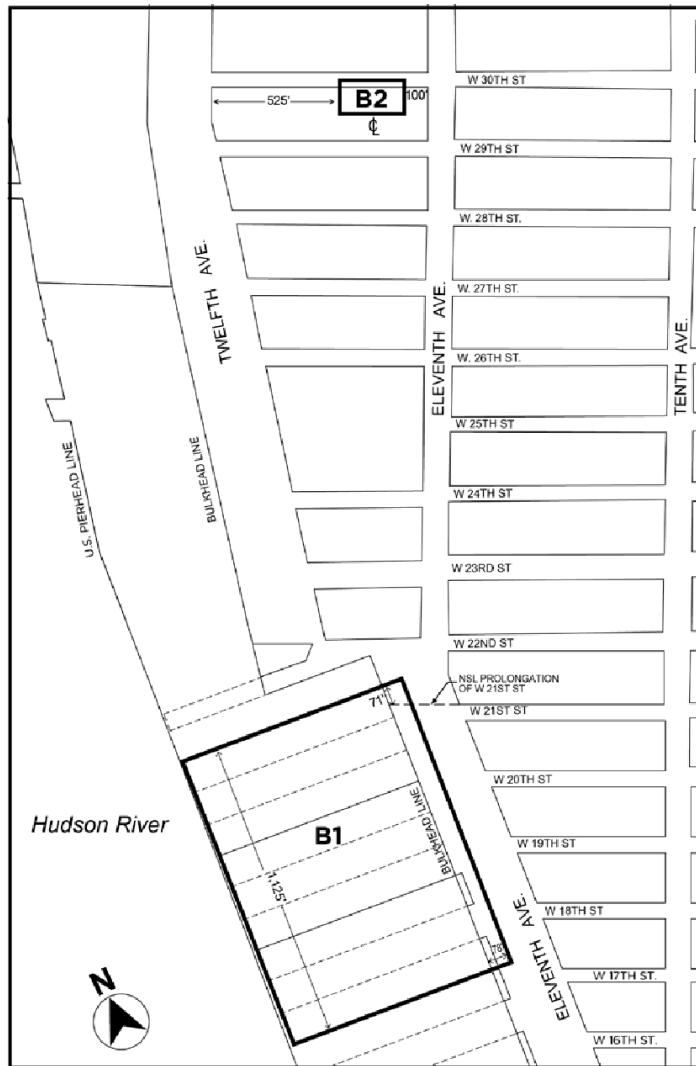 W 30TH ST
525'
B2
100'
℄
W 29TH ST
W. 28TH ST.
TWELFTH AVE.
W. 27TH ST.
ELEVENTH AVE.
TENTH AVE.
W. 26TH ST.
W 25TH ST
U.S. PIERHEAD LINE
BULKHEAD LINE
W 24TH ST
W 23RD ST
W 22ND ST
NSL PROLONGATION
OF W 21ST ST
71'
W 21ST ST
W 20TH ST
Hudson River
B1
BULKHEAD LINE
W 19TH ST
1,525'
W 18TH ST
ELEVENTH AVE.
W 17TH ST.
N
W 16TH ST.